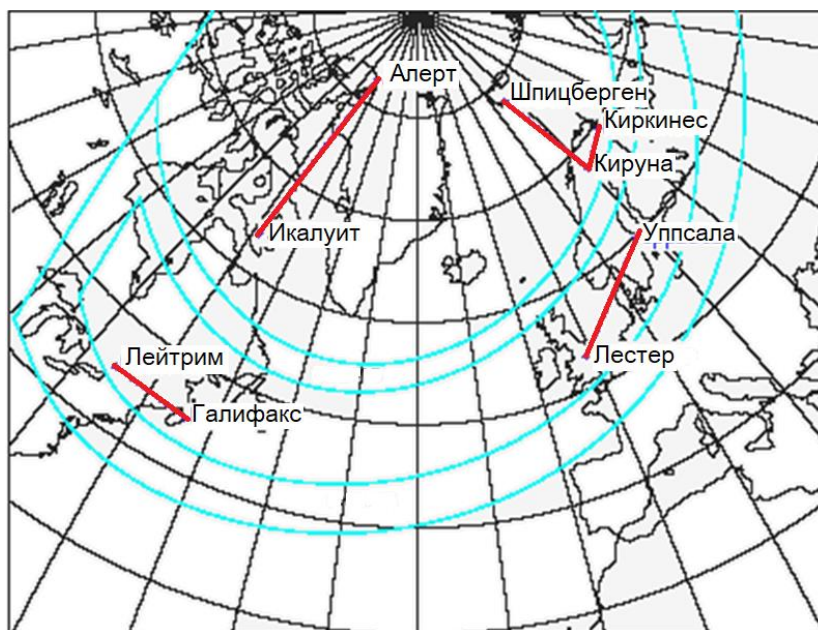 Алерт
Шпицберген
Киркинес
Кируна
Икалуит
Уппсала
Лейтрим
Лестер
Галифакс